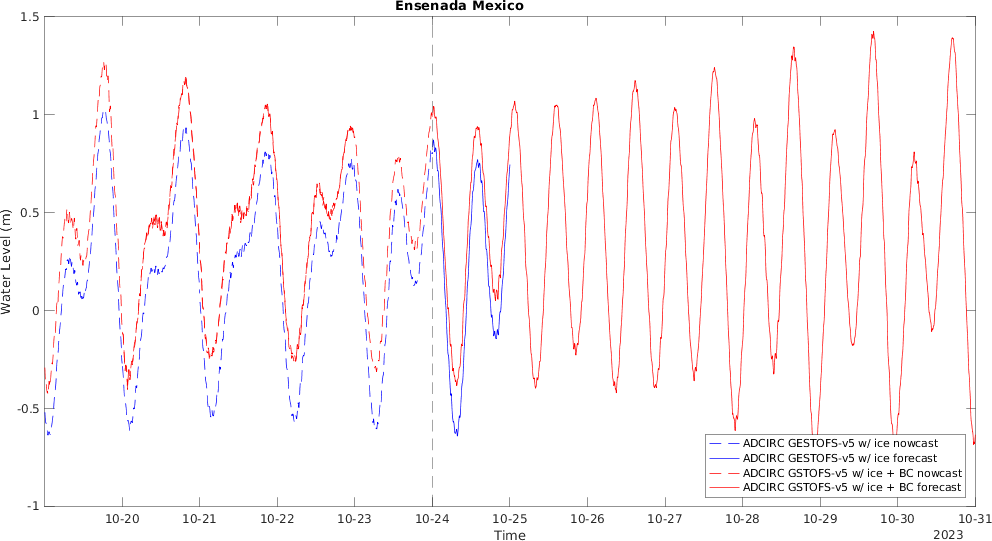 Ensenada Mexico
1.5
1
0.5
0
-0.5
-1
Water Level (m)
10-20 10-21 10-22 10-23 10-24 10-25 10-26 10-27 10-28 10-29 10-30 10-31
Time
2023
ADCIRC GESTOFS-v5 w/ ice nowcast
ADCIRC GESTOFS-v5 w/ ice forecast
ADCIRC GSTOFS-v5 w/ ice + BC nowcast
ADCIRC GSTOFS-v5 w/ ice + BC forecast